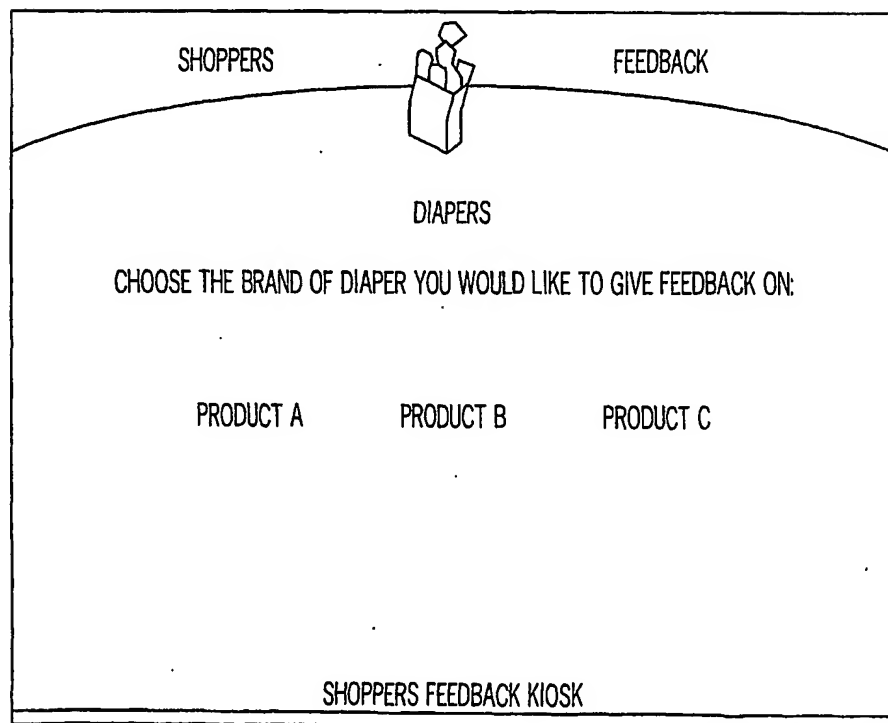 SHOPPERS FEEDBACK
DIAPERS
CHOOSE THE BRAND OF DIAPER YOU WOULD LIKE TO GIVE FEEDBACK ON:
PRODUCT A PRODUCT B PRODUCT C
SHOPPERS FEEDBACK KIOSK